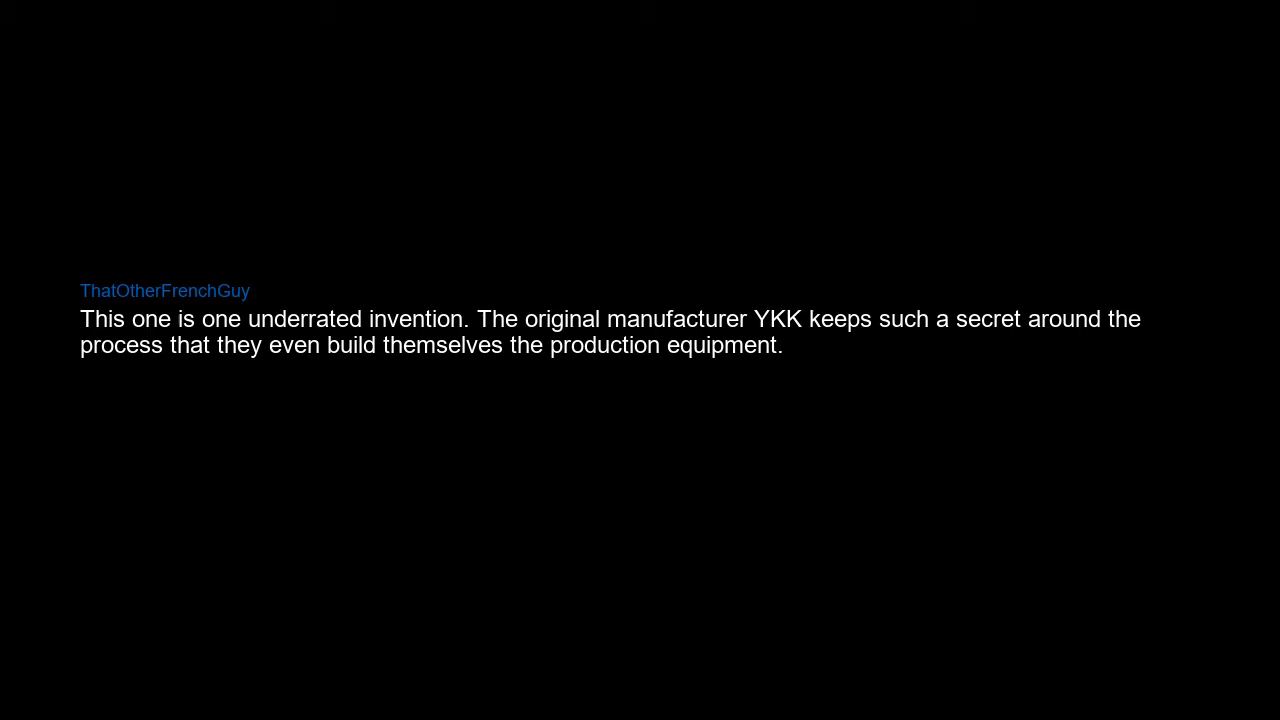 ThatOtherFrenchGuy
This one is one underrated invention. The original manufacturer YKK keeps such a secret around the
process that they even build themselves the production equipment.